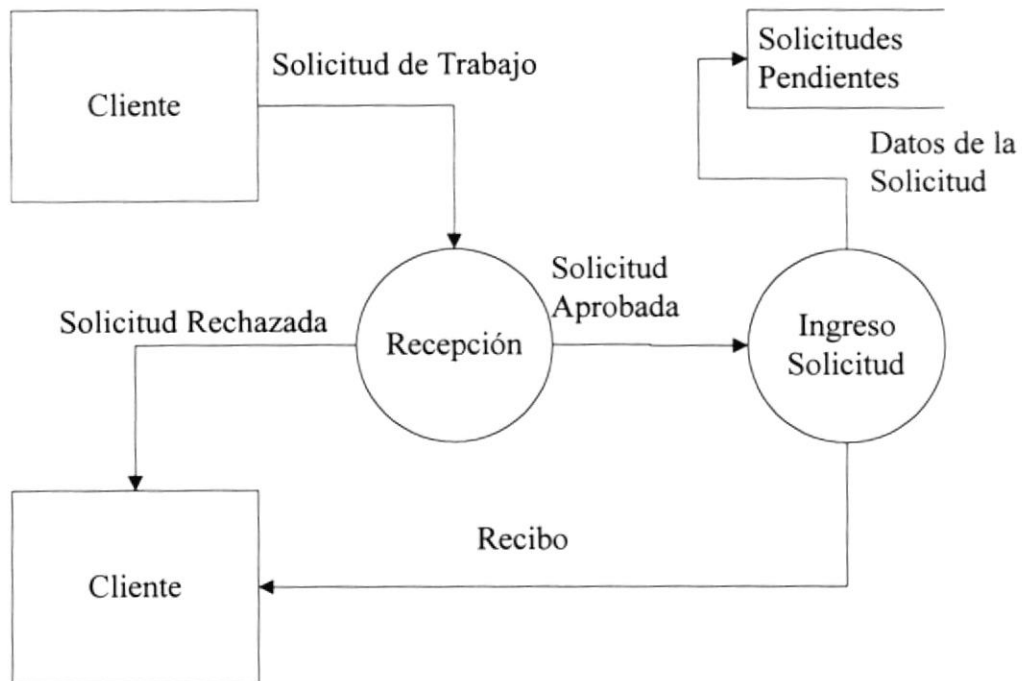 Cliente
Solicitud de Trabajo
Solicitudes
Pendientes
Datos de la
Solicitud
Solicitud
Aprobada
Solicitud Rechazada
Recepción
Ingreso
Solicitud
Recibo
Cliente